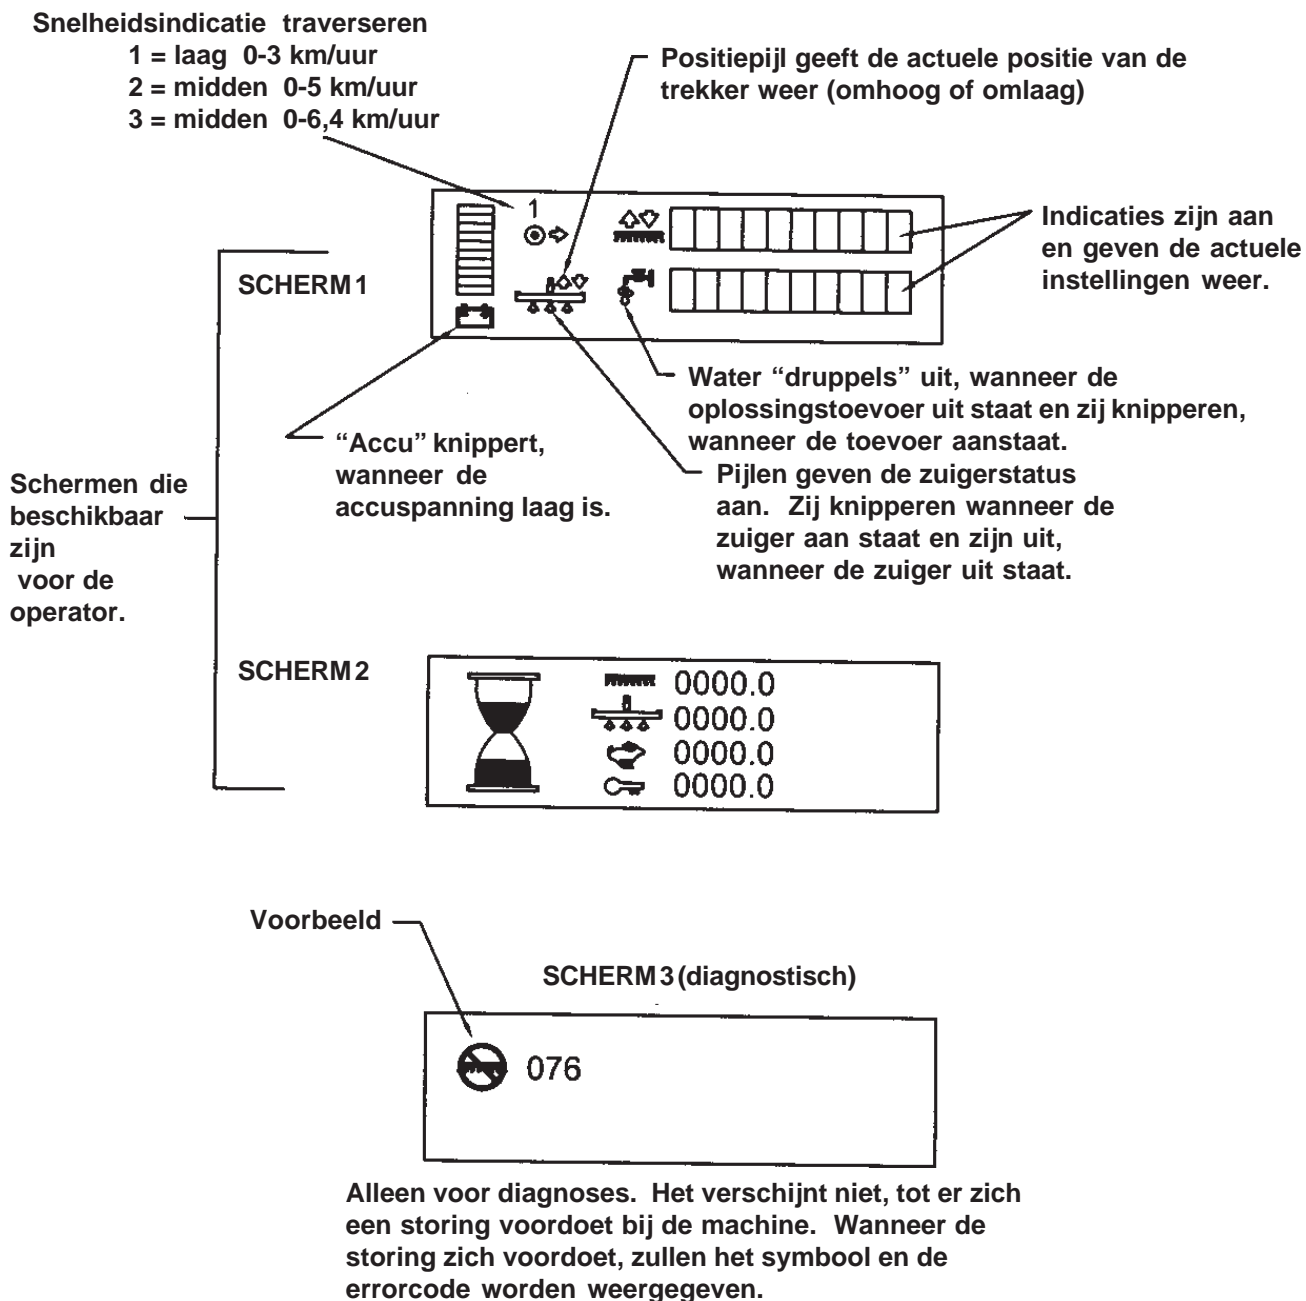 Snelheidsindicatie traverseren
1 = laag 0-3 km/uur
2 = midden 0-5 km/uur
3 = midden 0-6,4 km/uur
Positiepijl geeft de actuele positie van de
trekker weer (omhoog of omlaag)
1
Indicaties zijn aan
en geven de actuele
instellingen weer.
SCHERM 1
Water “druppels” uit, wanneer de
oplossingstoevoer uit staat en zij knipperen,
wanneer de toevoer aanstaat.
“Accu” knippert,
wanneer de
accuspanning laag is.
Pijlen geven de zuigerstatus
aan. Zij knipperen wanneer de
zuiger aan staat en zijn uit,
wanneer de zuiger uit staat.
Schermen die
beschikbaar
zijn
voor de
operator.
SCHERM 2
0000.0
0000.0
0000.0
0000.0
Voorbeeld
SCHERM 3 (diagnostisch)
076
Alleen voor diagnoses. Het verschijnt niet, tot er zich
een storing voordoet bij de machine. Wanneer de
storing zich voordoet, zullen het symbool en de
errorcode worden weergegeven.